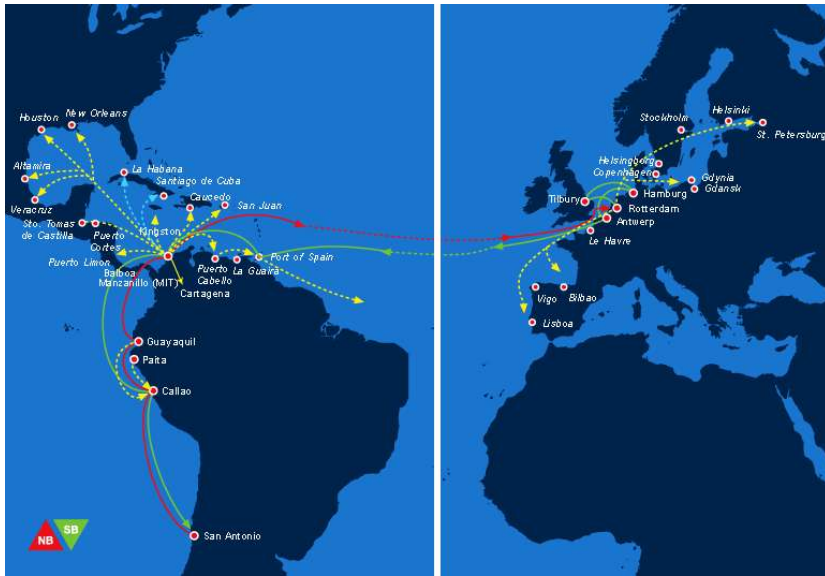 New Orleans
Houston
Altamira
La Habana
Santiago de Cuba
Caucedo
San Juan
Veracruz
Sto. Tomas
de Castilla
Puerto
Cortes
Kingston
Puerto Limon
Balboa
Manzanillo (MIT)
Cartagena
Puerto
Cabello
La Guaira
Port of Spain
Guayaquil
Paita
Callao
San Antonio
NB
SB
Stockholm
Helsinki
St. Petersburg
Helsingborg
Copenhagen
Gdynia
Gdansk
Hamburg
Tilbury
Rotterdam
Antwerp
Le Havre
Vigo
Bilbao
Lisboa